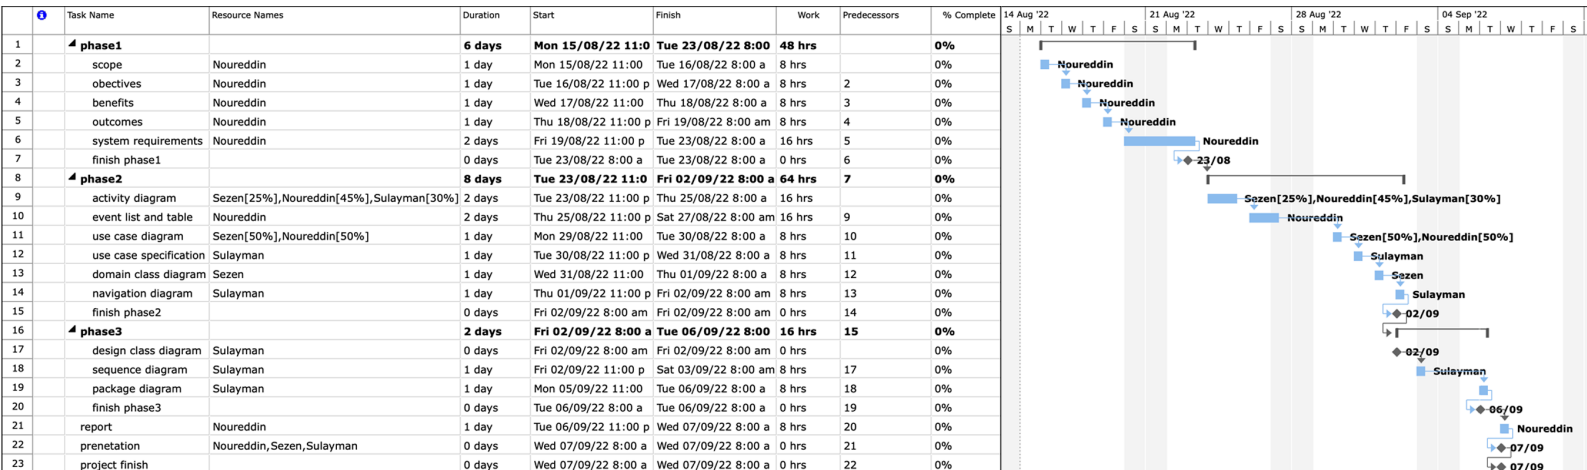 Task Name Resource Names Duration Start Finish Work Predecessors % Complete 14 Aug '22 21 Aug '22 28 Aug '22 04 Sep '22
S M T W T F S S M T W T F S S M T W T F S S M T W T F S
1 phase1 6 days Mon 15/08/22 11:0 Tue 23/08/22 8:00 48 hrs 0%
2 scope Noureddin 1 day Mon 15/08/22 11:00 Tue 16/08/22 8:00 a 8 hrs 0% Noureddin
3 obectives Noureddin 1 day Tue 16/08/22 11:00 p Wed 17/08/22 8:00 a 8 hrs 2 0% Noureddin
4 benefits Noureddin 1 day Wed 17/08/22 11:00 Thu 18/08/22 8:00 a 8 hrs 3 0% Noureddin
5 outcomes Noureddin 1 day Thu 18/08/22 11:00 p Fri 19/08/22 8:00 am 8 hrs 4 0% Noureddin
6 system requirements Noureddin 2 days Fri 19/08/22 11:00 p Tue 23/08/22 8:00 a 16 hrs 5 0% Noureddin
7 finish phase1 0 days Tue 23/08/22 8:00 a Tue 23/08/22 8:00 a 0 hrs 6 0% 23/08
8 phase2 8 days Tue 23/08/22 11:0 Fri 02/09/22 8:00 a 64 hrs 7 0%
9 activity diagram Sezen[25%],Noureddin[45%],Sulayman[30%] 2 days Tue 23/08/22 11:00 p Thu 25/08/22 8:00 a 16 hrs 0% Sezen[25%],Noureddin[45%],Sulayman[30%]
10 event list and table Noureddin 2 days Thu 25/08/22 11:00 p Sat 27/08/22 8:00 am 16 hrs 9 0% Noureddin
11 use case diagram Sezen[50%],Noureddin[50%] 1 day Mon 29/08/22 11:00 Tue 30/08/22 8:00 a 8 hrs 10 0% Sezen[50%],Noureddin[50%]
12 use case specification Sulayman 1 day Tue 30/08/22 11:00 p Wed 31/08/22 8:00 a 8 hrs 11 0% Sulayman
13 domain class diagram Sezen 1 day Wed 31/08/22 11:00 Thu 01/09/22 8:00 a 8 hrs 12 0% Sezen
14 navigation diagram Sulayman 1 day Thu 01/09/22 11:00 p Fri 02/09/22 8:00 am 8 hrs 13 0% Sulayman
15 finish phase2 0 days Fri 02/09/22 8:00 am Fri 02/09/22 8:00 am 0 hrs 14 0% 02/09
16 phase3 2 days Fri 02/09/22 8:00 a Tue 06/09/22 8:00 16 hrs 15 0%
17 design class diagram Sulayman 0 days Fri 02/09/22 8:00 am Fri 02/09/22 8:00 am 0 hrs 0% 02/09
18 sequence diagram Sulayman 1 day Fri 02/09/22 11:00 p Sat 03/09/22 8:00 am 8 hrs 17 0% Sulayman
19 package diagram Sulayman 1 day Mon 05/09/22 11:00 Tue 06/09/22 8:00 a 8 hrs 18 0%
20 finish phase3 0 days Tue 06/09/22 8:00 a Tue 06/09/22 8:00 a 0 hrs 19 0% 06/09
21 report Noureddin 1 day Tue 06/09/22 11:00 p Wed 07/09/22 8:00 a 8 hrs 20 0% Noureddin
22 prenetation Noureddin,Sezen,Sulayman 0 days Wed 07/09/22 8:00 a Wed 07/09/22 8:00 a 0 hrs 21 0% 07/09
23 project finish 0 days Wed 07/09/22 8:00 a Wed 07/09/22 8:00 a 0 hrs 22 0% 07/09